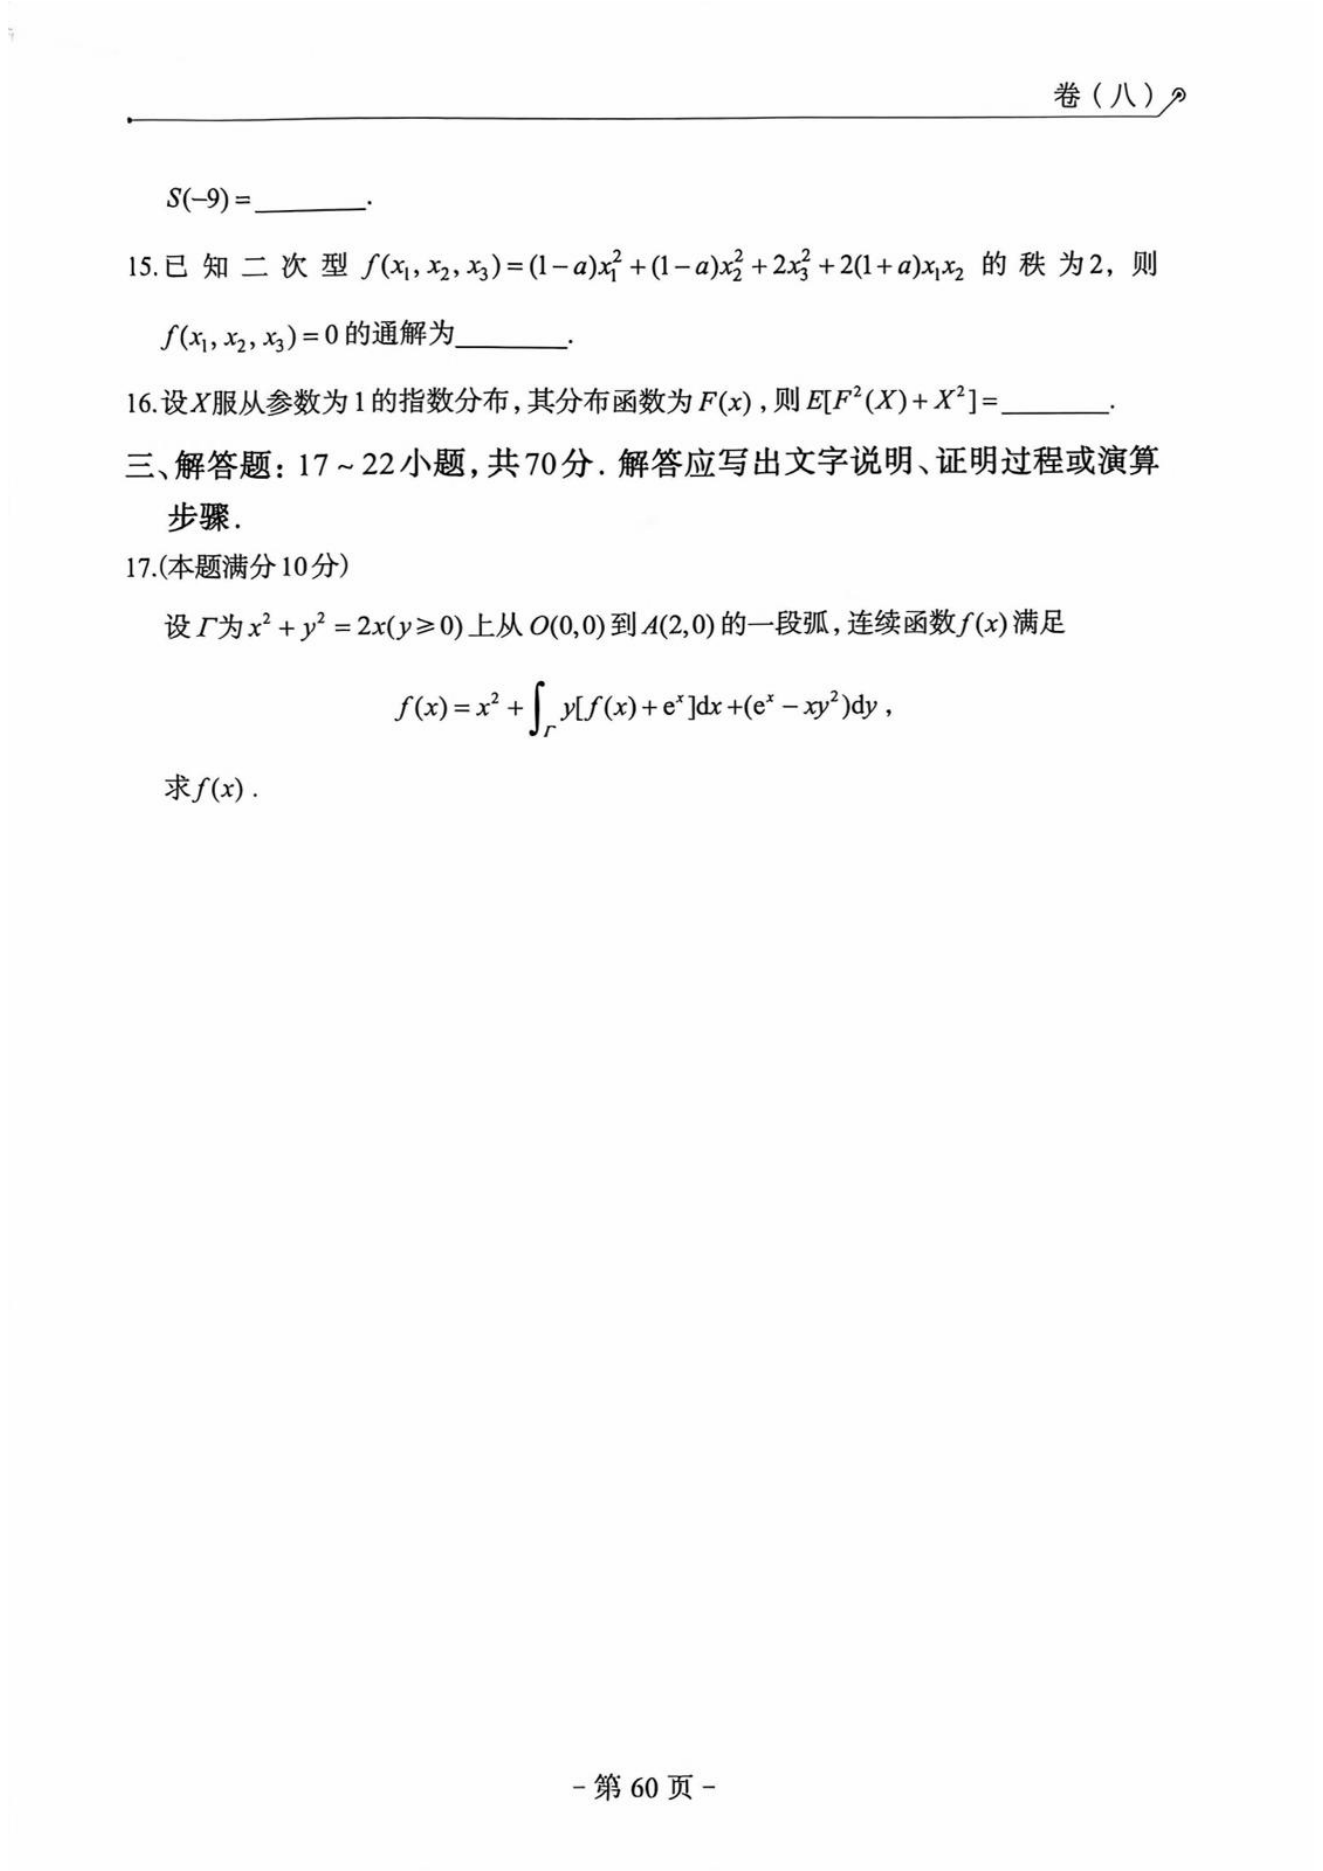 卷(八)
S(−9)=________.
15.已知二次型 f(x₁, x₂, x₃)=(1−a)x₁²+(1−a)x₂²+2x₃²+2(1+a)x₁x₂ 的秩为2，则
f(x₁, x₂, x₃)=0的通解为________.
16.设X服从参数为1的指数分布,其分布函数为F(x),则E[F²(X)+X²]=________.
三、解答题：17~22小题,共70分.解答应写出文字说明、证明过程或演算
步骤.
17.(本题满分10分)
设Γ为x²+y²=2x(y≥0)上从O(0,0)到A(2,0)的一段弧,连续函数f(x)满足
f(x)=x²+∫_Γ y[f(x)+eˣ]dx+(eˣ−xy²)dy,
求f(x).
-第60页-